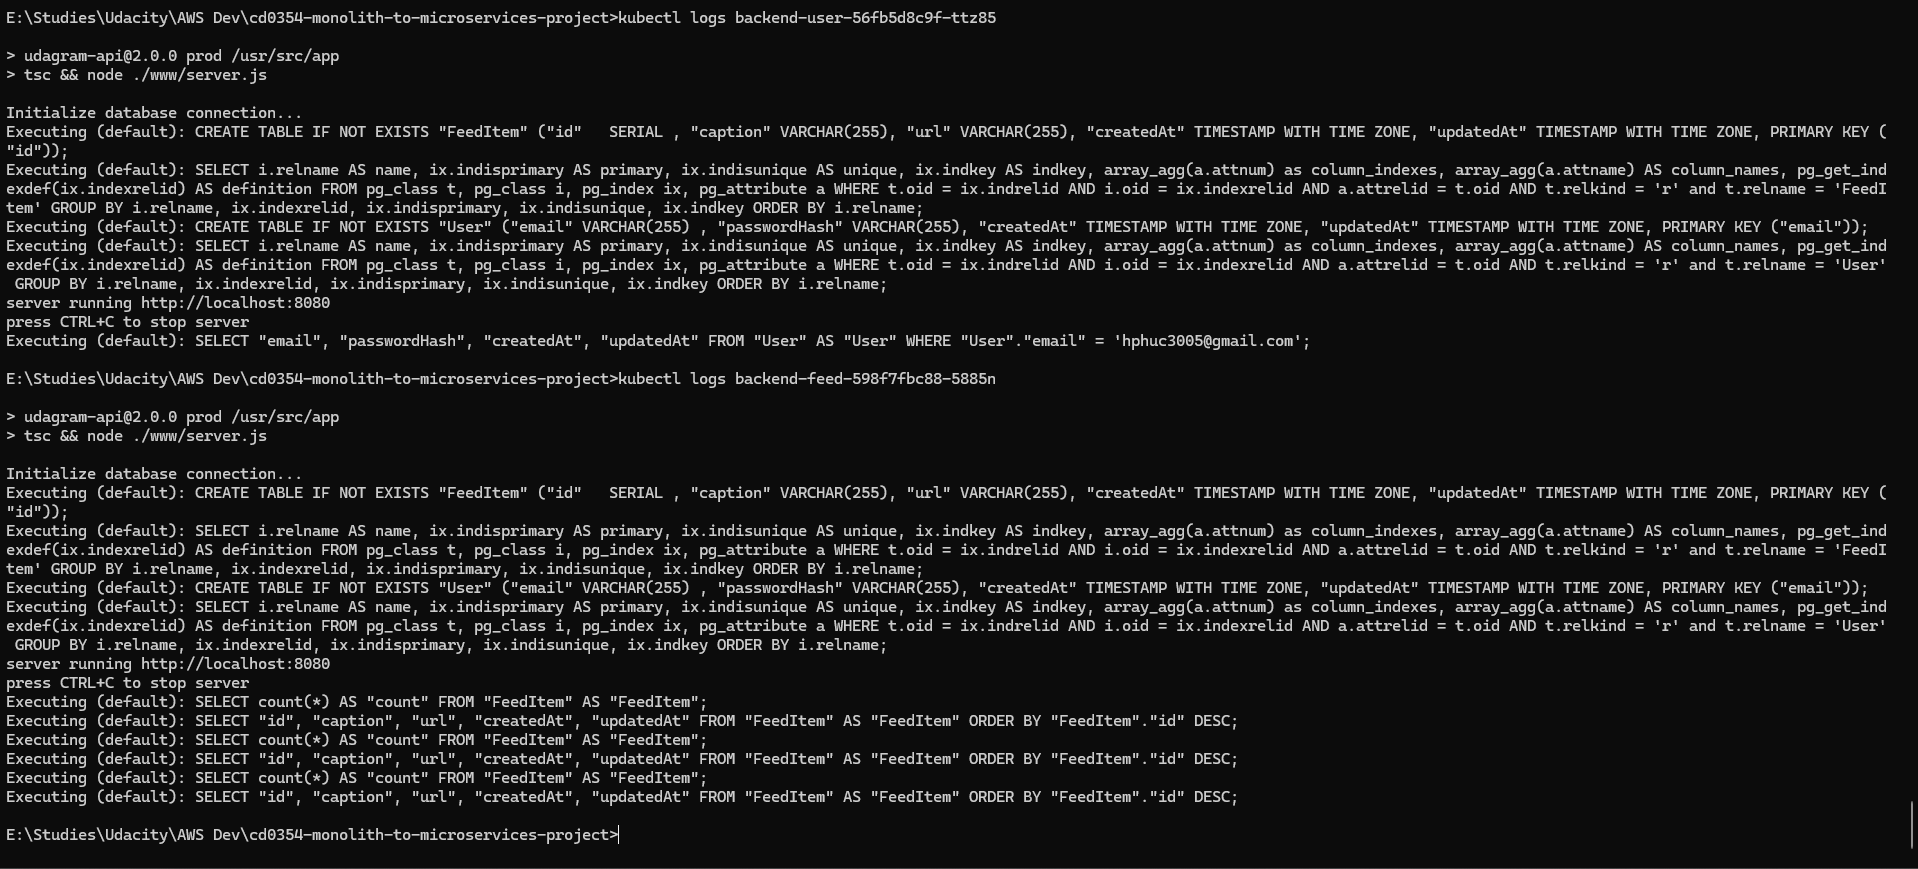 E:\Studies\Udacity\AWS Dev\cd0354-monolith-to-microservices-project>kubectl logs backend-user-56fb5d8c9f-ttz85
> udagram-api@2.0.0 prod /usr/src/app
> tsc && node ./www/server.js
Initialize database connection...
Executing (default): CREATE TABLE IF NOT EXISTS "FeedItem" ("id"   SERIAL , "caption" VARCHAR(255), "url" VARCHAR(255), "createdAt" TIMESTAMP WITH TIME ZONE, "updatedAt" TIMESTAMP WITH TIME ZONE, PRIMARY KEY (
"id"));
Executing (default): SELECT i.relname AS name, ix.indisprimary AS primary, ix.indisunique AS unique, ix.indkey AS indkey, array_agg(a.attnum) as column_indexes, array_agg(a.attname) AS column_names, pg_get_ind
exdef(ix.indexrelid) AS definition FROM pg_class t, pg_class i, pg_index ix, pg_attribute a WHERE t.oid = ix.indrelid AND i.oid = ix.indexrelid AND a.attrelid = t.oid AND t.relkind = 'r' and t.relname = 'FeedI
tem' GROUP BY i.relname, ix.indexrelid, ix.indisprimary, ix.indisunique, ix.indkey ORDER BY i.relname;
Executing (default): CREATE TABLE IF NOT EXISTS "User" ("email" VARCHAR(255) , "passwordHash" VARCHAR(255), "createdAt" TIMESTAMP WITH TIME ZONE, "updatedAt" TIMESTAMP WITH TIME ZONE, PRIMARY KEY ("email"));
Executing (default): SELECT i.relname AS name, ix.indisprimary AS primary, ix.indisunique AS unique, ix.indkey AS indkey, array_agg(a.attnum) as column_indexes, array_agg(a.attname) AS column_names, pg_get_ind
exdef(ix.indexrelid) AS definition FROM pg_class t, pg_class i, pg_index ix, pg_attribute a WHERE t.oid = ix.indrelid AND i.oid = ix.indexrelid AND a.attrelid = t.oid AND t.relkind = 'r' and t.relname = 'User'
 GROUP BY i.relname, ix.indexrelid, ix.indisprimary, ix.indisunique, ix.indkey ORDER BY i.relname;
server running http://localhost:8080
press CTRL+C to stop server
Executing (default): SELECT "email", "passwordHash", "createdAt", "updatedAt" FROM "User" AS "User" WHERE "User"."email" = 'hphuc3005@gmail.com';
E:\Studies\Udacity\AWS Dev\cd0354-monolith-to-microservices-project>kubectl logs backend-feed-598f7fbc88-5885n
> udagram-api@2.0.0 prod /usr/src/app
> tsc && node ./www/server.js
Initialize database connection...
Executing (default): CREATE TABLE IF NOT EXISTS "FeedItem" ("id"   SERIAL , "caption" VARCHAR(255), "url" VARCHAR(255), "createdAt" TIMESTAMP WITH TIME ZONE, "updatedAt" TIMESTAMP WITH TIME ZONE, PRIMARY KEY (
"id"));
Executing (default): SELECT i.relname AS name, ix.indisprimary AS primary, ix.indisunique AS unique, ix.indkey AS indkey, array_agg(a.attnum) as column_indexes, array_agg(a.attname) AS column_names, pg_get_ind
exdef(ix.indexrelid) AS definition FROM pg_class t, pg_class i, pg_index ix, pg_attribute a WHERE t.oid = ix.indrelid AND i.oid = ix.indexrelid AND a.attrelid = t.oid AND t.relkind = 'r' and t.relname = 'FeedI
tem' GROUP BY i.relname, ix.indexrelid, ix.indisprimary, ix.indisunique, ix.indkey ORDER BY i.relname;
Executing (default): CREATE TABLE IF NOT EXISTS "User" ("email" VARCHAR(255) , "passwordHash" VARCHAR(255), "createdAt" TIMESTAMP WITH TIME ZONE, "updatedAt" TIMESTAMP WITH TIME ZONE, PRIMARY KEY ("email"));
Executing (default): SELECT i.relname AS name, ix.indisprimary AS primary, ix.indisunique AS unique, ix.indkey AS indkey, array_agg(a.attnum) as column_indexes, array_agg(a.attname) AS column_names, pg_get_ind
exdef(ix.indexrelid) AS definition FROM pg_class t, pg_class i, pg_index ix, pg_attribute a WHERE t.oid = ix.indrelid AND i.oid = ix.indexrelid AND a.attrelid = t.oid AND t.relkind = 'r' and t.relname = 'User'
 GROUP BY i.relname, ix.indexrelid, ix.indisprimary, ix.indisunique, ix.indkey ORDER BY i.relname;
server running http://localhost:8080
press CTRL+C to stop server
Executing (default): SELECT count(*) AS "count" FROM "FeedItem" AS "FeedItem";
Executing (default): SELECT "id", "caption", "url", "createdAt", "updatedAt" FROM "FeedItem" AS "FeedItem" ORDER BY "FeedItem"."id" DESC;
Executing (default): SELECT count(*) AS "count" FROM "FeedItem" AS "FeedItem";
Executing (default): SELECT "id", "caption", "url", "createdAt", "updatedAt" FROM "FeedItem" AS "FeedItem" ORDER BY "FeedItem"."id" DESC;
Executing (default): SELECT count(*) AS "count" FROM "FeedItem" AS "FeedItem";
Executing (default): SELECT "id", "caption", "url", "createdAt", "updatedAt" FROM "FeedItem" AS "FeedItem" ORDER BY "FeedItem"."id" DESC;
E:\Studies\Udacity\AWS Dev\cd0354-monolith-to-microservices-project>